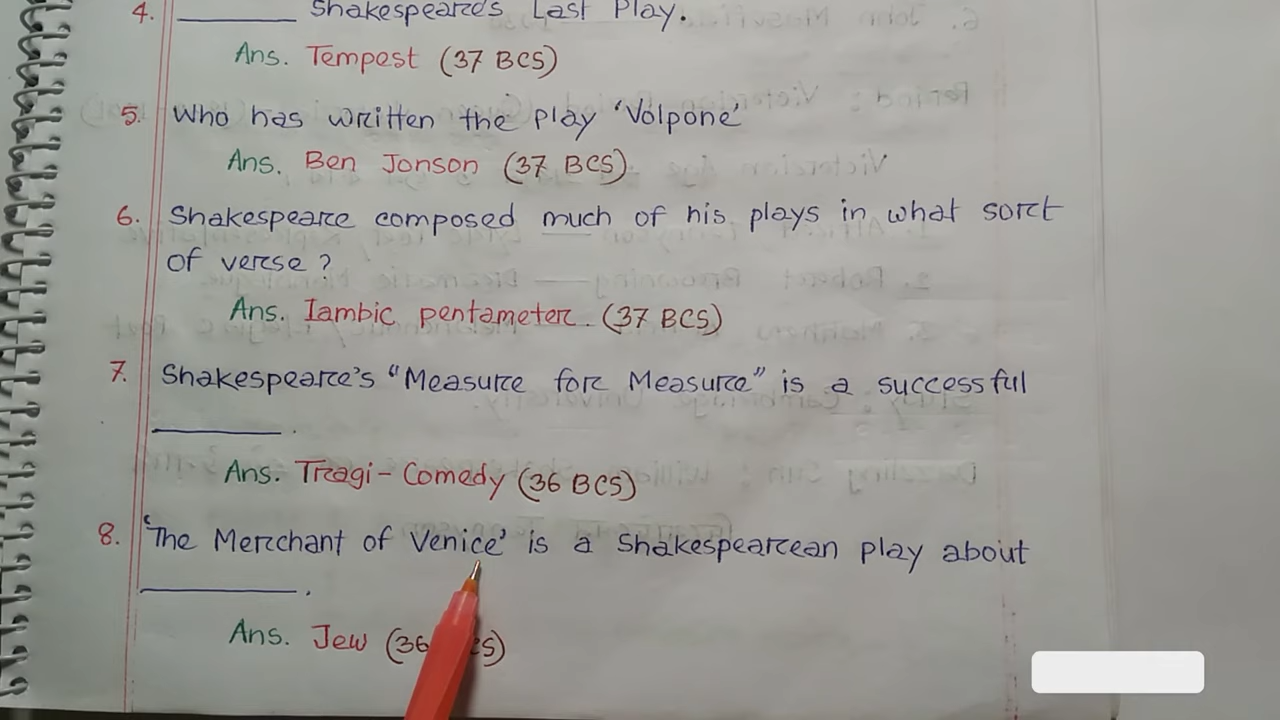 4. ________ Shakespeare's Last Play.
Ans. Tempest (37 BCS)
5. Who has written the play 'Volpone'
Ans. Ben Jonson (37 BCS)
6. Shakespeare composed much of his plays in what sort
of verse?
Ans. Iambic pentameter. (37 BCS)
7. Shakespeare's "Measure for Measure" is a successful
________.
Ans. Tragi-Comedy (36 BCS)
8. 'The Merchant of Venice' is a Shakespearean play about
________.
Ans. Jew (36